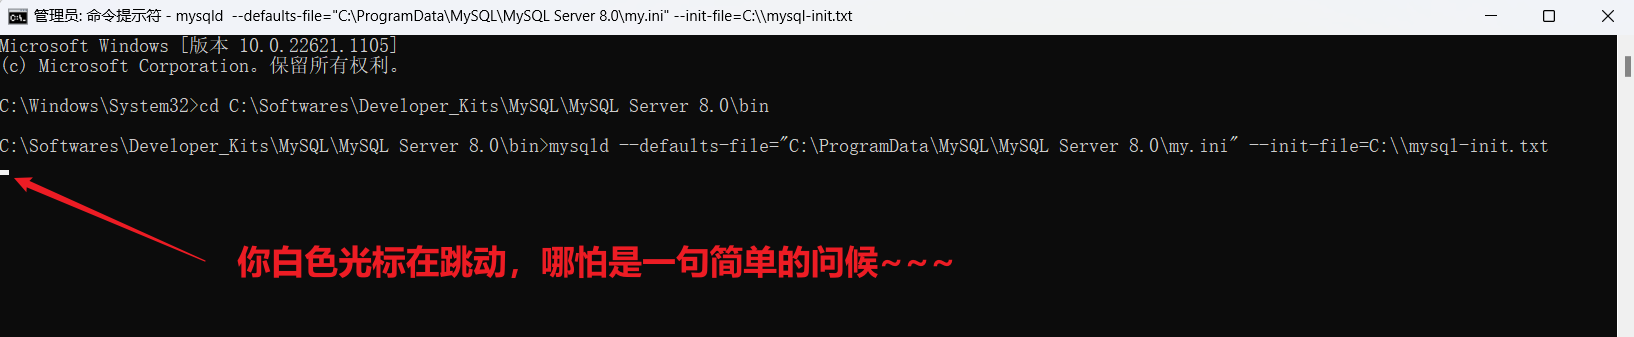 管理员: 命令提示符 - mysqld  --defaults-file="C:\ProgramData\MySQL\MySQL Server 8.0\my.ini" --init-file=C:\\mysql-init.txt
Microsoft Windows [版本 10.0.22621.1105]
(c) Microsoft Corporation。保留所有权利。
C:\Windows\System32>cd C:\Softwares\Developer_Kits\MySQL\MySQL Server 8.0\bin
C:\Softwares\Developer_Kits\MySQL\MySQL Server 8.0\bin>mysqld --defaults-file="C:\ProgramData\MySQL\MySQL Server 8.0\my.ini" --init-file=C:\\mysql-init.txt
你白色光标在跳动，哪怕是一句简单的问候~~~